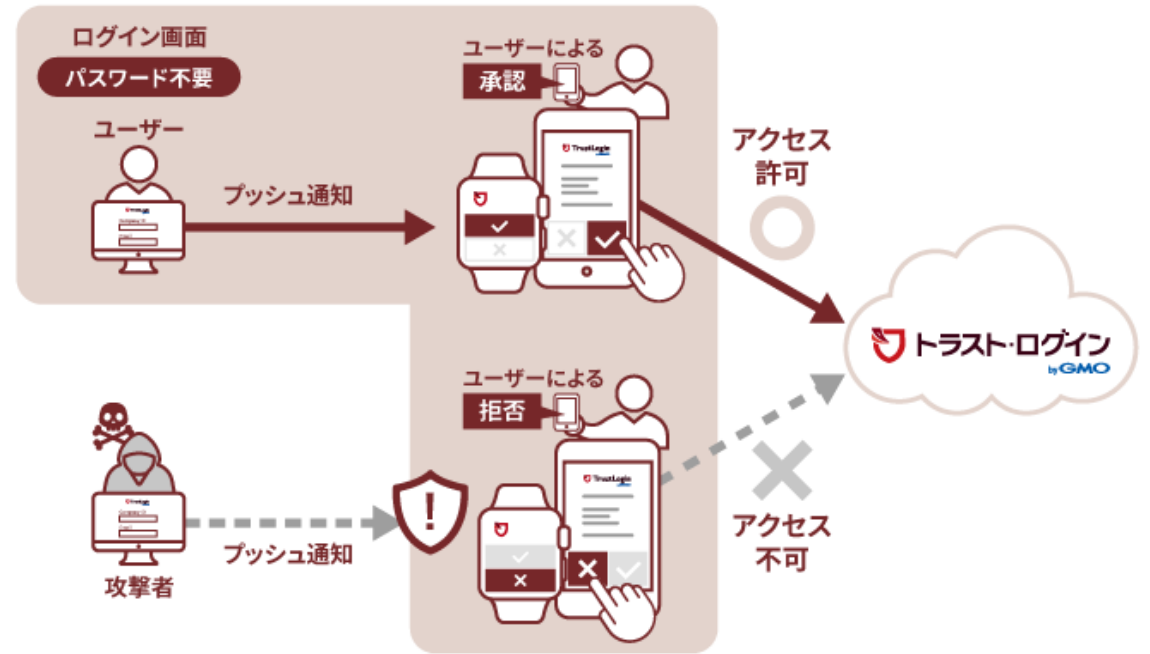 ログイン画面
パスワード不要
ユーザー
プッシュ通知
ユーザーによる
承認
TrustLogin
アクセス
許可
トラスト・ログイン
by GMO
攻撃者
プッシュ通知
ユーザーによる
拒否
TrustLogin
!
アクセス
不可